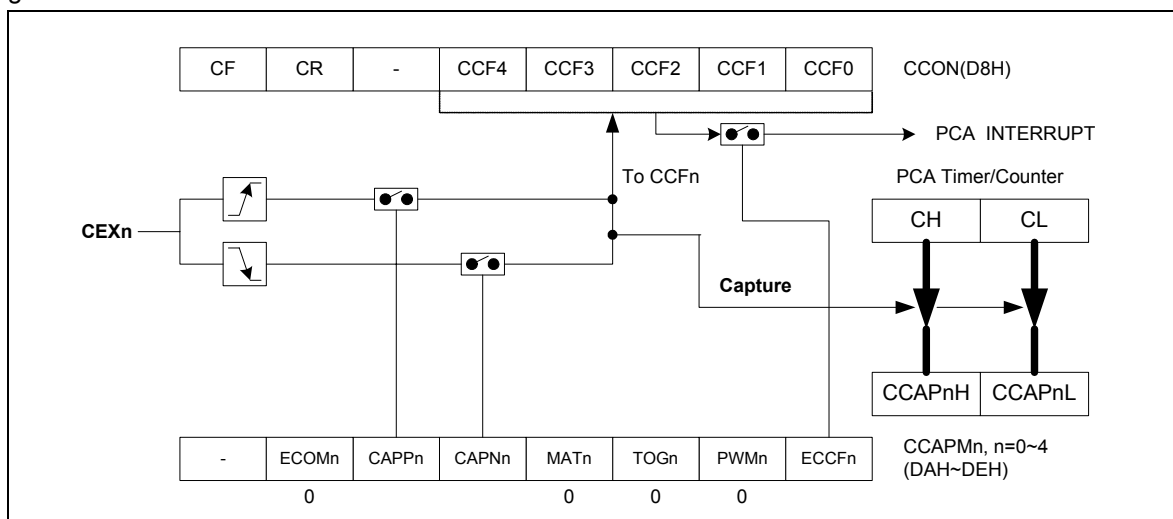 CF CR - CCF4 CCF3 CCF2 CCF1 CCF0 CCON(D8H)
PCA INTERRUPT
To CCFn
PCA Timer/Counter
CH CL
CEXn
Capture
CCAPnH CCAPnL
- ECOMn CAPPn CAPNn MATn TOGn PWMn ECCFn
CCAPMn, n=0~4
(DAH~DEH)
0 0 0 0